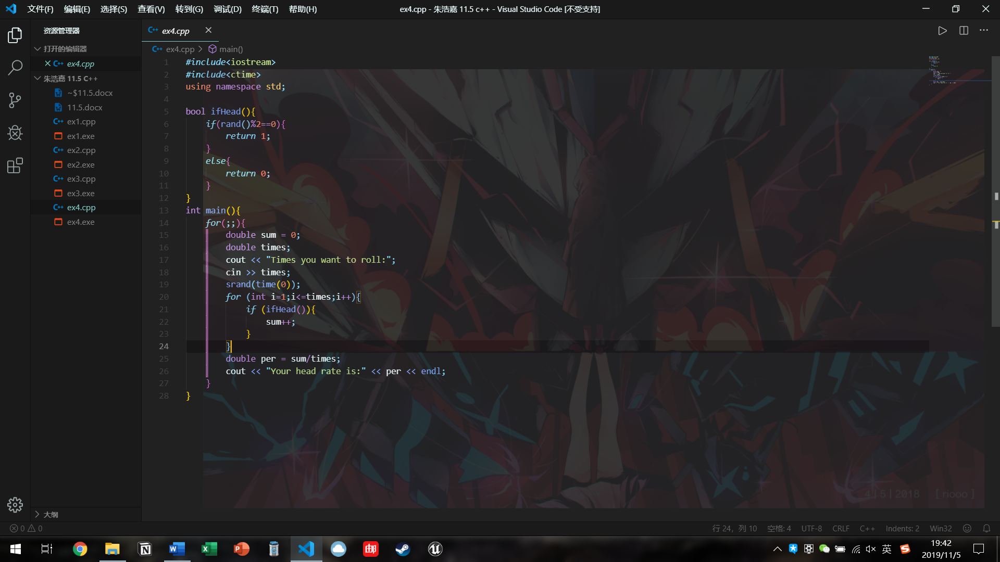 文件(F) 编辑(E) 选择(S) 查看(V) 转到(G) 调试(D) 终端(T) 帮助(H) ex4.cpp - 朱浩嘉 11.5 c++ - Visual Studio Code [不受支持]
资源管理器
打开的编辑器
ex4.cpp
朱浩嘉 11.5 C++
~$11.5.docx
11.5.docx
ex1.cpp
ex1.exe
ex2.cpp
ex2.exe
ex3.cpp
ex3.exe
ex4.cpp
ex4.exe
大纲
ex4.cpp
ex4.cpp > main()
1 #include<iostream>
2 #include<ctime>
3 using namespace std;
4
5 bool ifHead(){
6 if(rand()%2==0){
7 return 1;
8 }
9 else{
10 return 0;
11 }
12 }
13 int main(){
14 for(;;){
15 double sum = 0;
16 double times;
17 cout << "Times you want to roll:";
18 cin >> times;
19 srand(time(0));
20 for (int i=1;i<=times;i++){
21 if (ifHead()){
22 sum++;
23 }
24 }
25 double per = sum/times;
26 cout << "Your head rate is:" << per << endl;
27 }
28 }
4 | 5 | 2018 [ riooo ]
0 0 行 24，列 10 空格: 4 UTF-8 CRLF C++ Indents: 2 Win32
英 19:42
2019/11/5